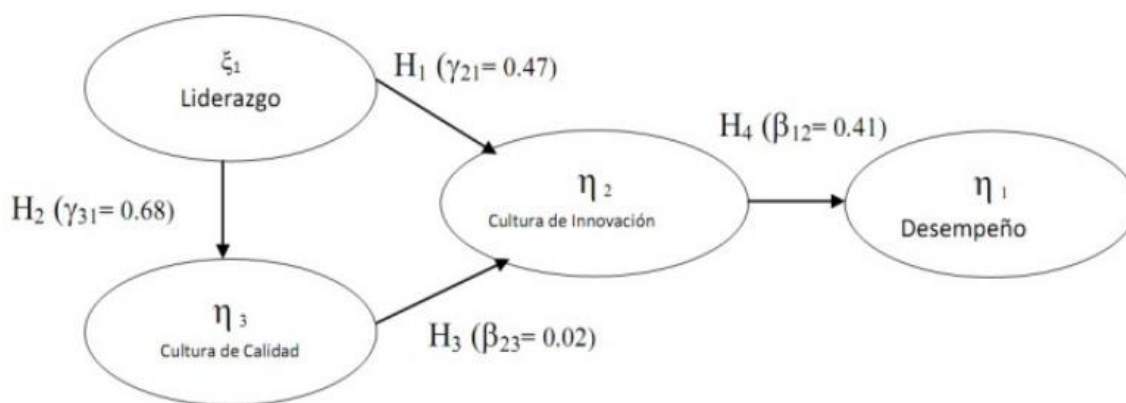 ξ₁
Liderazgo
H₁ (γ₂₁= 0.47)
H₄ (β₁₂= 0.41)
η ₂
Cultura de Innovación
η ₁
Desempeño
H₂ (γ₃₁= 0.68)
η ₃
Cultura de Calidad
H₃ (β₂₃= 0.02)